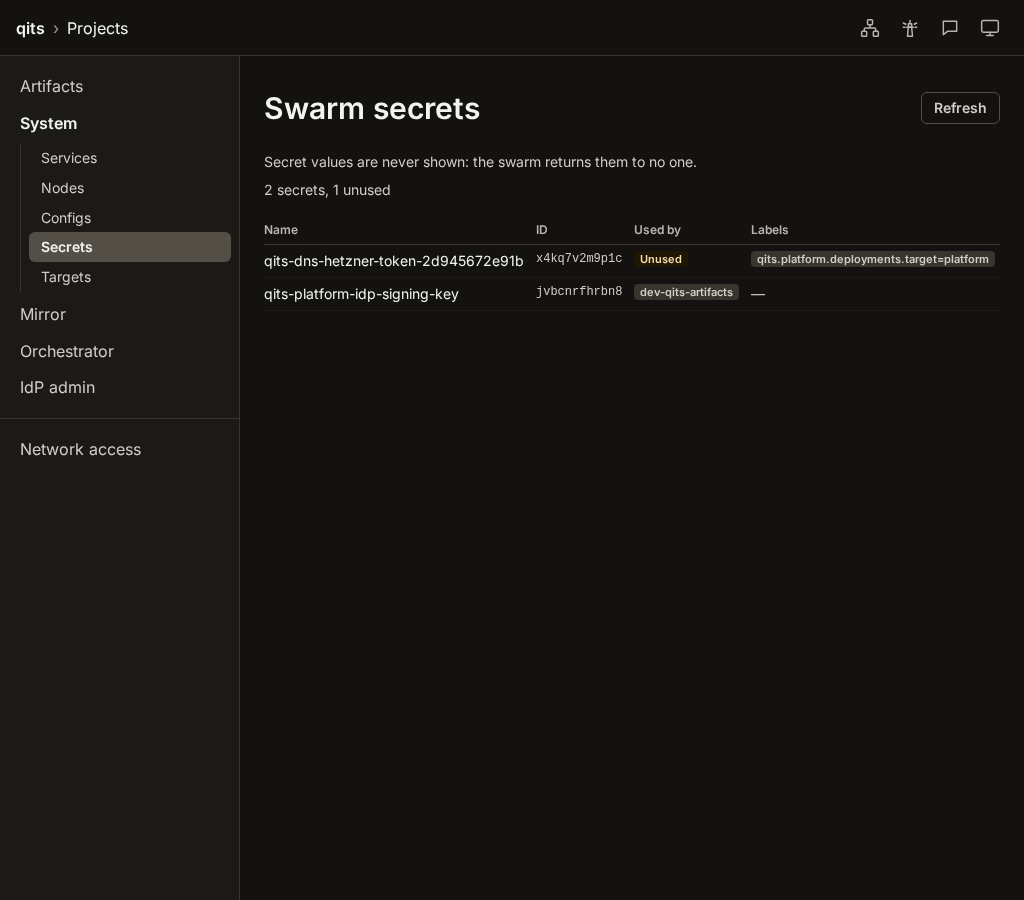 qits › Projects
Artifacts
System
Services
Nodes
Configs
Secrets
Targets
Mirror
Orchestrator
IdP admin
Network access
Swarm secrets
Refresh
Secret values are never shown: the swarm returns them to no one.
2 secrets, 1 unused
Name ID Used by Labels
qits-dns-hetzner-token-2d945672e91b x4kq7v2m9p1c Unused qits.platform.deployments.target=platform
qits-platform-idp-signing-key jvbcnrfhrbn8 dev-qits-artifacts —